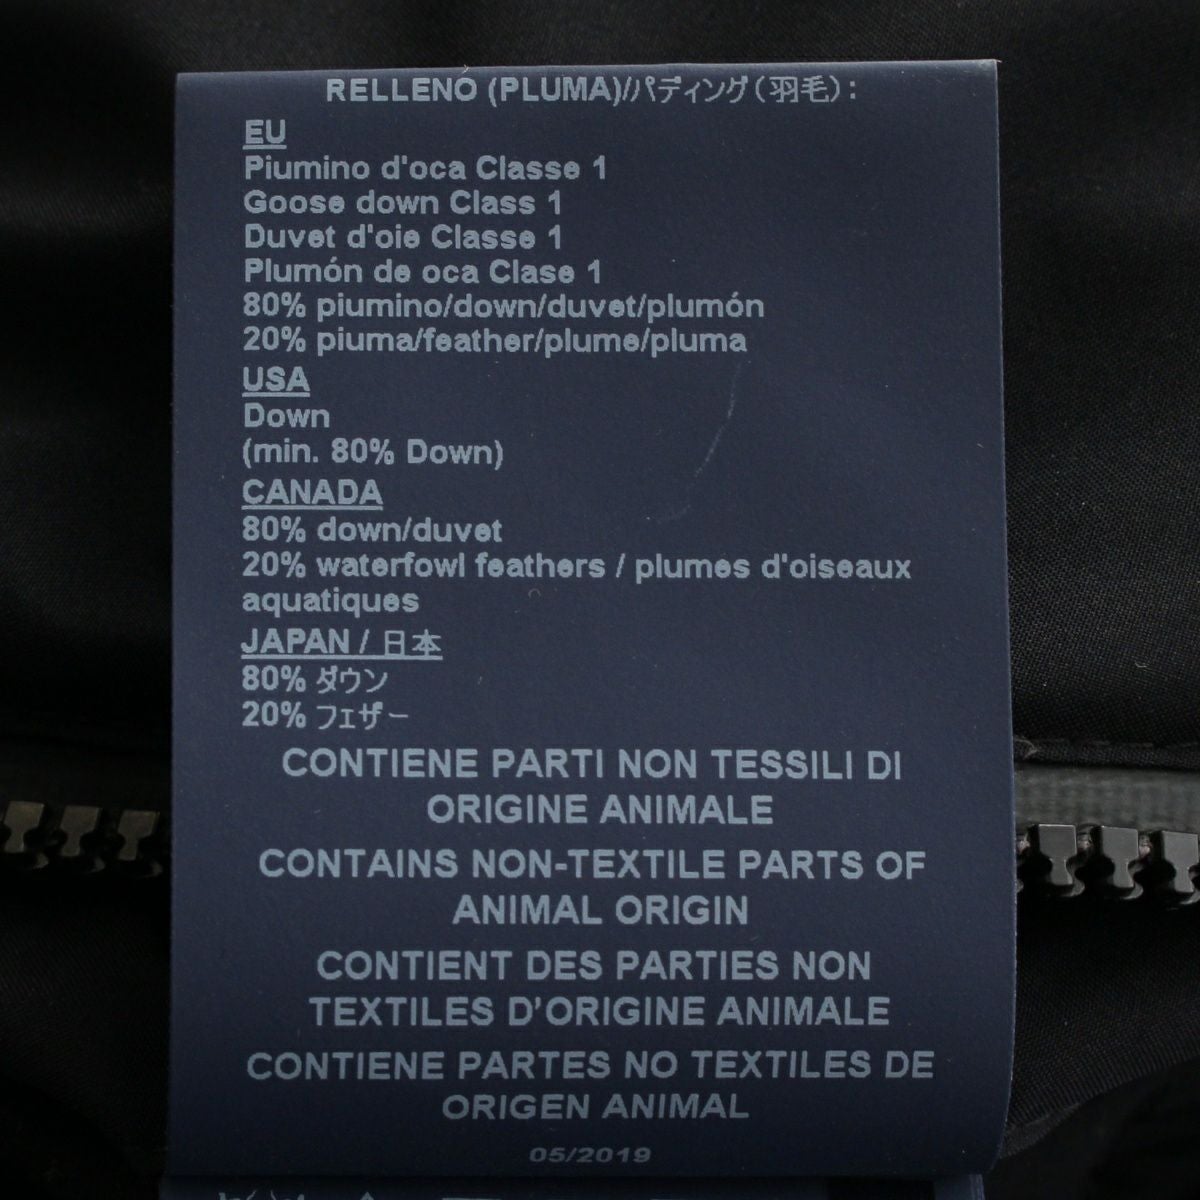 RELLENO (PLUMA)/パディング(羽毛):
EU
Piumino d'oca Classe 1
Goose down Class 1
Duvet d'oie Classe 1
Plumón de oca Clase 1
80% piumino/down/duvet/plumón
20% piuma/feather/plume/pluma
USA
Down
(min. 80% Down)
CANADA
80% down/duvet
20% waterfowl feathers / plumes d'oiseaux
aquatiques
JAPAN / 日本
80% ダウン
20% フェザー
CONTIENE PARTI NON TESSILI DI
ORIGINE ANIMALE
CONTAINS NON-TEXTILE PARTS OF
ANIMAL ORIGIN
CONTIENT DES PARTIES NON
TEXTILES D’ORIGINE ANIMALE
CONTIENE PARTES NO TEXTILES DE
ORIGEN ANIMAL
05/2019